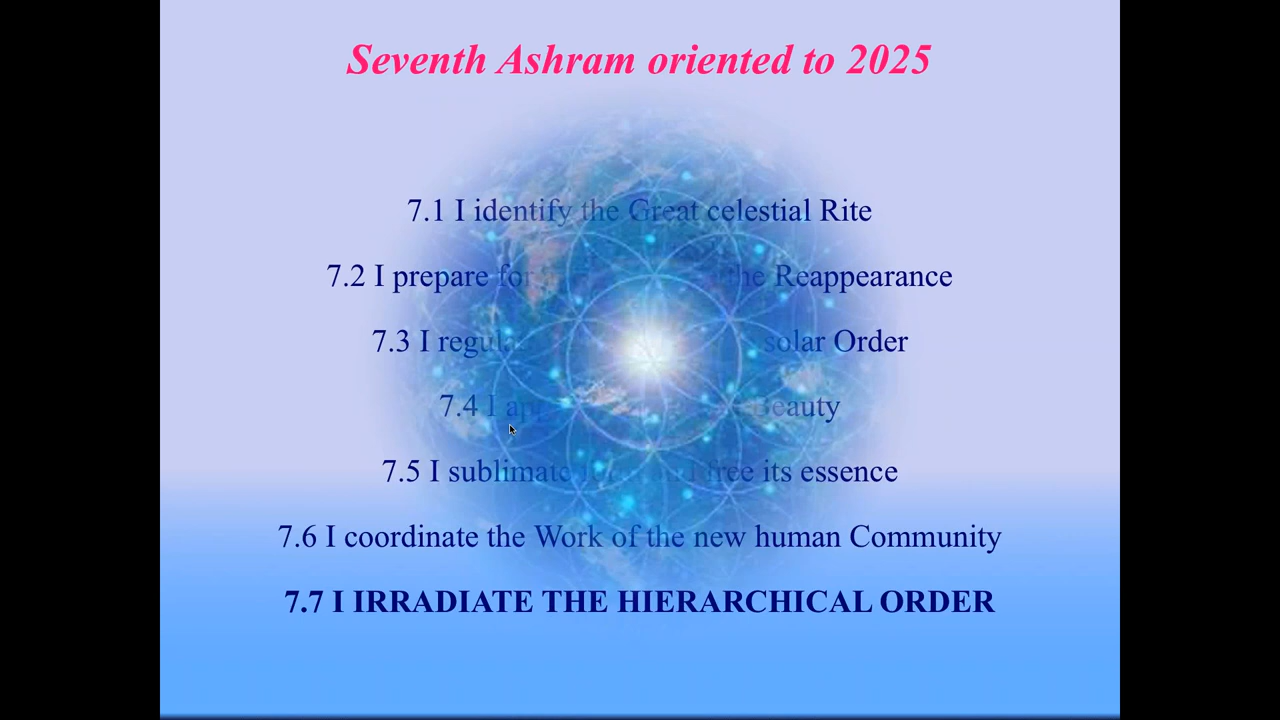 Seventh Ashram oriented to 2025
7.1 I identify the Great celestial Rite
7.2 I prepare for the Reappearance
7.3 I solar Order
7.4 I Beauty
7.5 I sublimate free its essence
7.6 I coordinate the Work of the new human Community
7.7 I IRRADIATE THE HIERARCHICAL ORDER